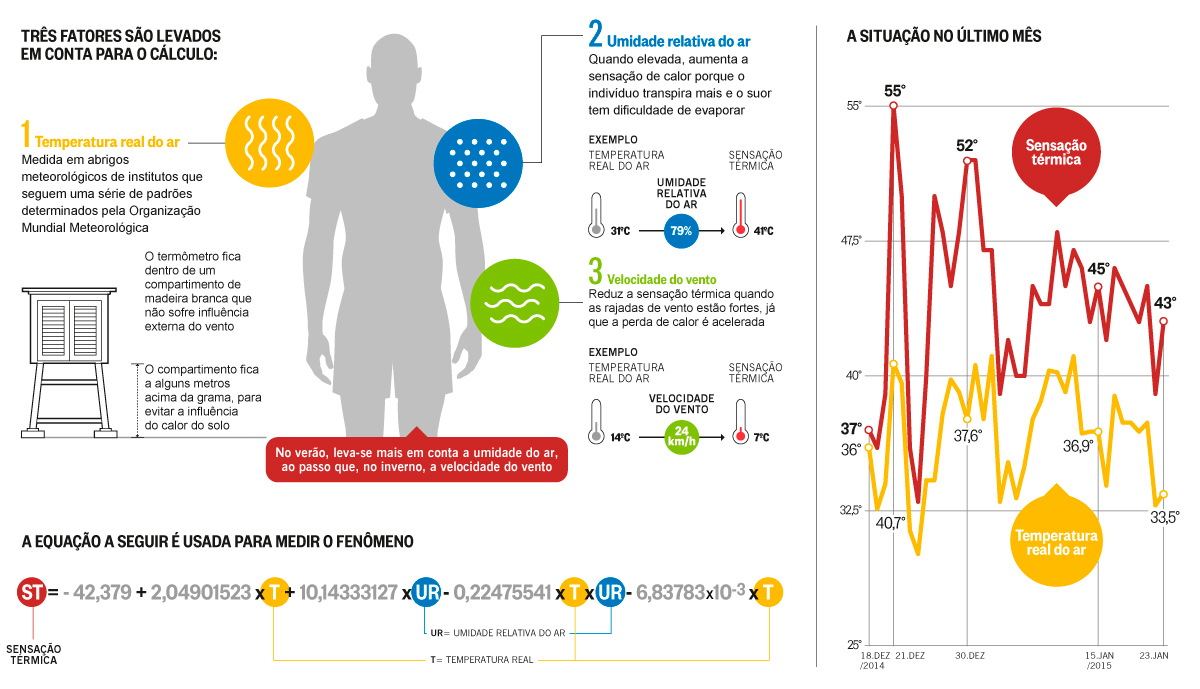 TRÊS FATORES SÃO LEVADOS
EM CONTA PARA O CÁLCULO:
1 Temperatura real do ar
Medida em abrigos
meteorológicos de institutos que
seguem uma série de padrões
determinados pela Organização
Mundial Meteorológica
O termômetro fica
dentro de um
compartimento de
madeira branca que
não sofre influência
externa do vento
O compartimento fica
a alguns metros
acima da grama, para
evitar a influência
do calor do solo
2 Umidade relativa do ar
Quando elevada, aumenta a
sensação de calor porque o
indivíduo transpira mais e o suor
tem dificuldade de evaporar
EXEMPLO
TEMPERATURA
REAL DO AR
SENSAÇÃO
TÉRMICA
UMIDADE
RELATIVA
DO AR
31ºC
79%
41ºC
3 Velocidade do vento
Reduz a sensação térmica quando
as rajadas de vento estão fortes, já
que a perda de calor é acelerada
EXEMPLO
TEMPERATURA
REAL DO AR
SENSAÇÃO
TÉRMICA
VELOCIDADE
DO VENTO
14ºC
24
km/h
7ºC
No verão, leva-se mais em conta a umidade do ar,
ao passo que, no inverno, a velocidade do vento
A EQUAÇÃO A SEGUIR É USADA PARA MEDIR O FENÔMENO
ST = - 42,379 + 2,04901523 x T + 10,14333127 x UR - 0,22475541 x T x UR - 6,83783x10-3 x T
UR= UMIDADE RELATIVA DO AR
SENSAÇÃO
TÉRMICA
T= TEMPERATURA REAL
A SITUAÇÃO NO ÚLTIMO MÊS
55°
55°
52°
Sensação
térmica
47,5°
45°
43°
40°
37°
36°
37,6°
36,9°
32,5°
40,7°
33,5°
Temperatura
real do ar
25°
18.DEZ
/2014
21.DEZ
30.DEZ
15.JAN
/2015
23.JAN